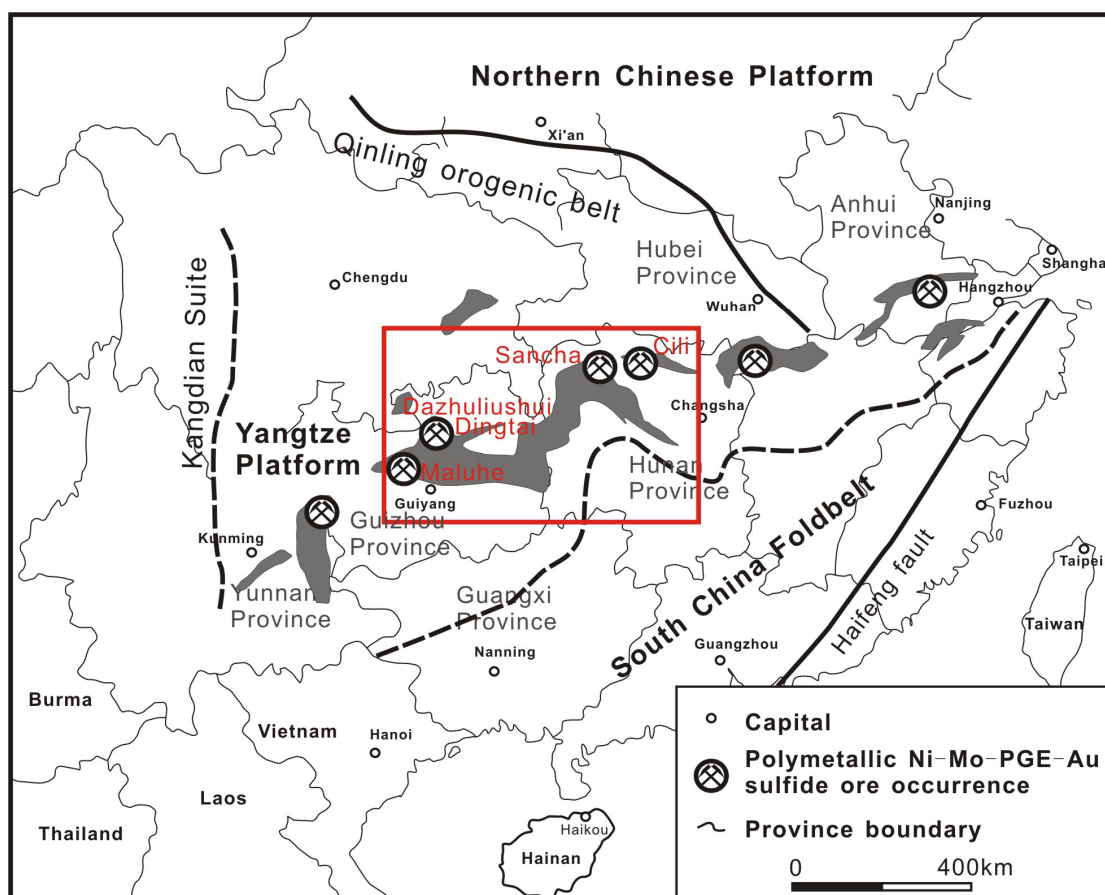 Northern Chinese Platform
Xi'an
Qinling orogenic belt
Anhui
Province
Nanjing
Shanghai
Hubei
Province
Hangzhou
Wuhan
Chengdu
Kangdian Suite
Sancha
Cili
Dazhuliushui
Dingtai
Changsha
Yangtze
Platform
Maluhe
Hunan
Province
Guiyang
Guizhou
Province
Kunming
Fuzhou
Taipei
Yunnan
Province
Guangxi
Province
South China Foldbelt
Haifeng fault
Taiwan
Nanning
Guangzhou
Burma
Vietnam
Hanoi
Laos
Thailand
Haikou
Hainan
Capital
Polymetallic Ni-Mo-PGE-Au
sulfide ore occurrence
Province boundary
0 400km